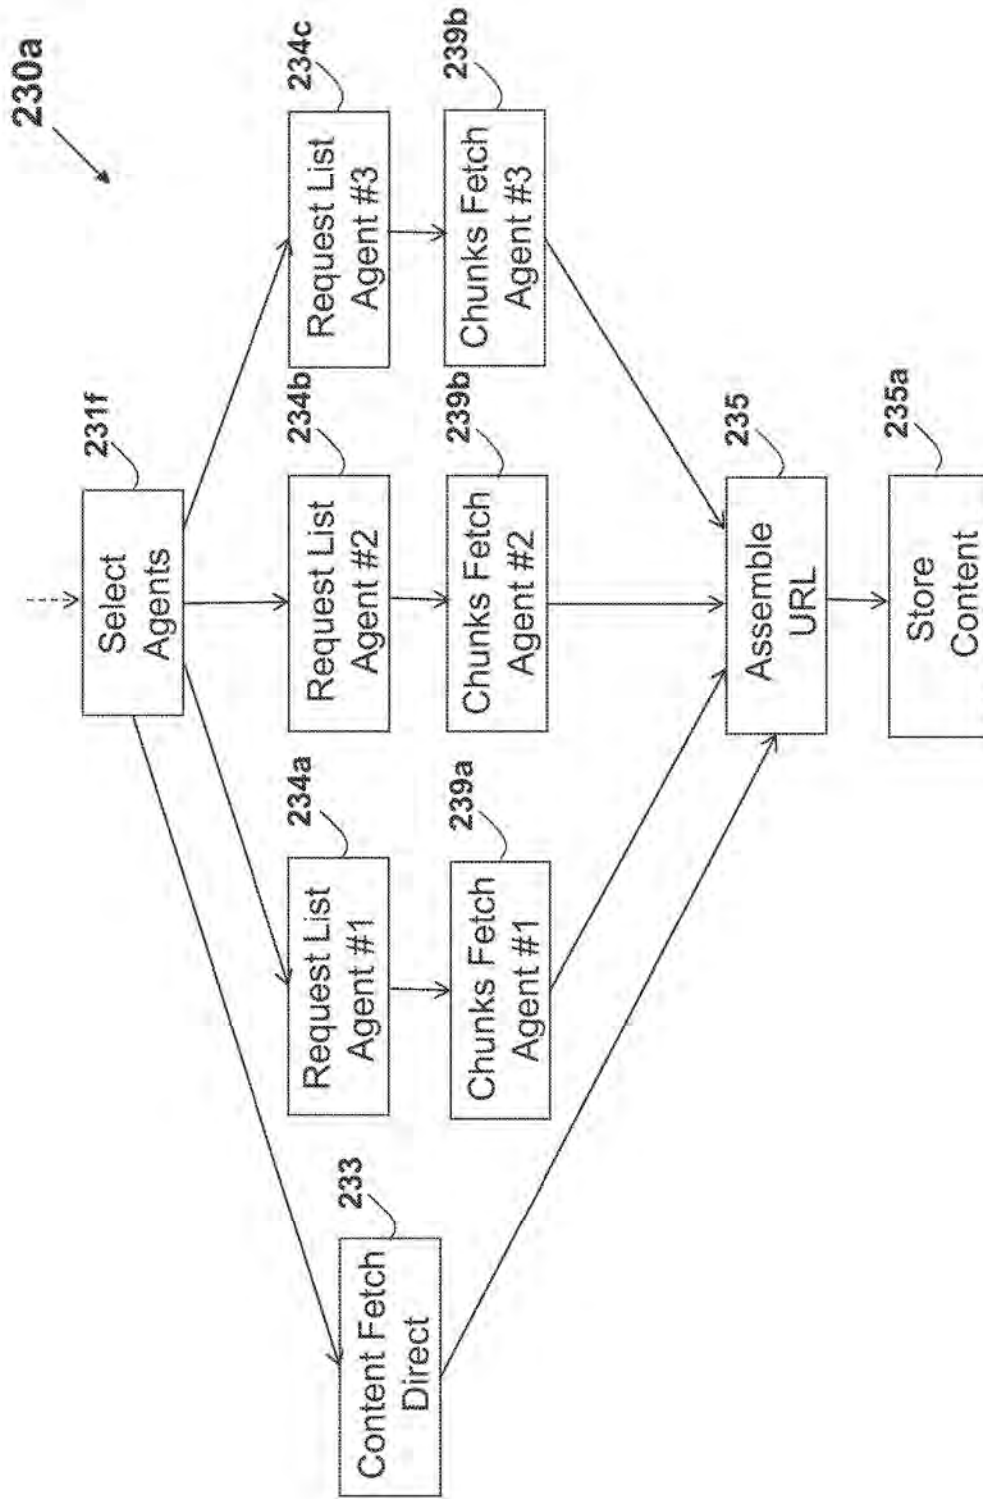 230a
231f
Select
Agents
234a
Request List
Agent #1
234b
Request List
Agent #2
234c
Request List
Agent #3
233
Content Fetch
Direct
239a
Chunks Fetch
Agent #1
239b
Chunks Fetch
Agent #2
239b
Chunks Fetch
Agent #3
235
Assemble
URL
235a
Store
Content